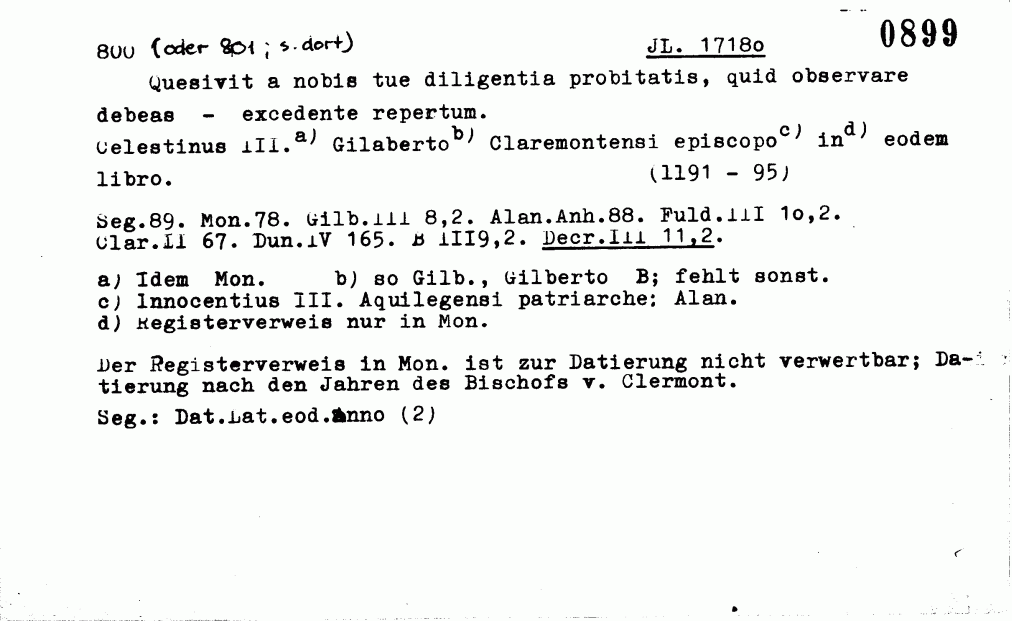 0899
800 (oder 801; s. dort) JL. 1718o
Quesivit a nobis tue diligentia probitatis, quid observare
debeas - excedente repertum.
Celestinus III.a) Gilaberto b) Claremontensi episcopo c) in d) eodem
libro. (1191 - 95)
Seg.89. Mon.78. Gilb.III 8,2. Alan.Anh.88. Fuld.III 1o,2.
Clar.II 67. Dun.IV 165. B III9,2. Decr.III 11,2.
a) Idem Mon. b) so Gilb., Gilberto B; fehlt sonst.
c) Innocentius III. Aquilegensi patriarche: Alan.
d) Registerverweis nur in Mon.
Der Registerverweis in Mon. ist zur Datierung nicht verwertbar; Da-
tierung nach den Jahren des Bischofs v. Clermont.
Seg.: Dat.Lat.eod.Anno (2)